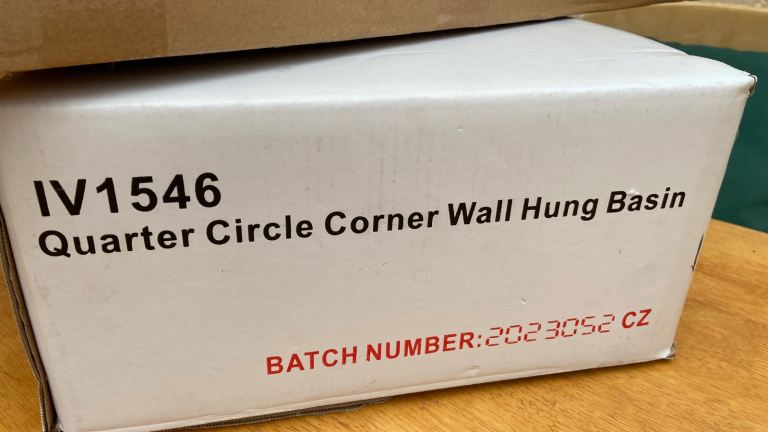 IV1546
Quarter Circle Corner Wall Hung Basin
BATCH NUMBER:2023052 CZ